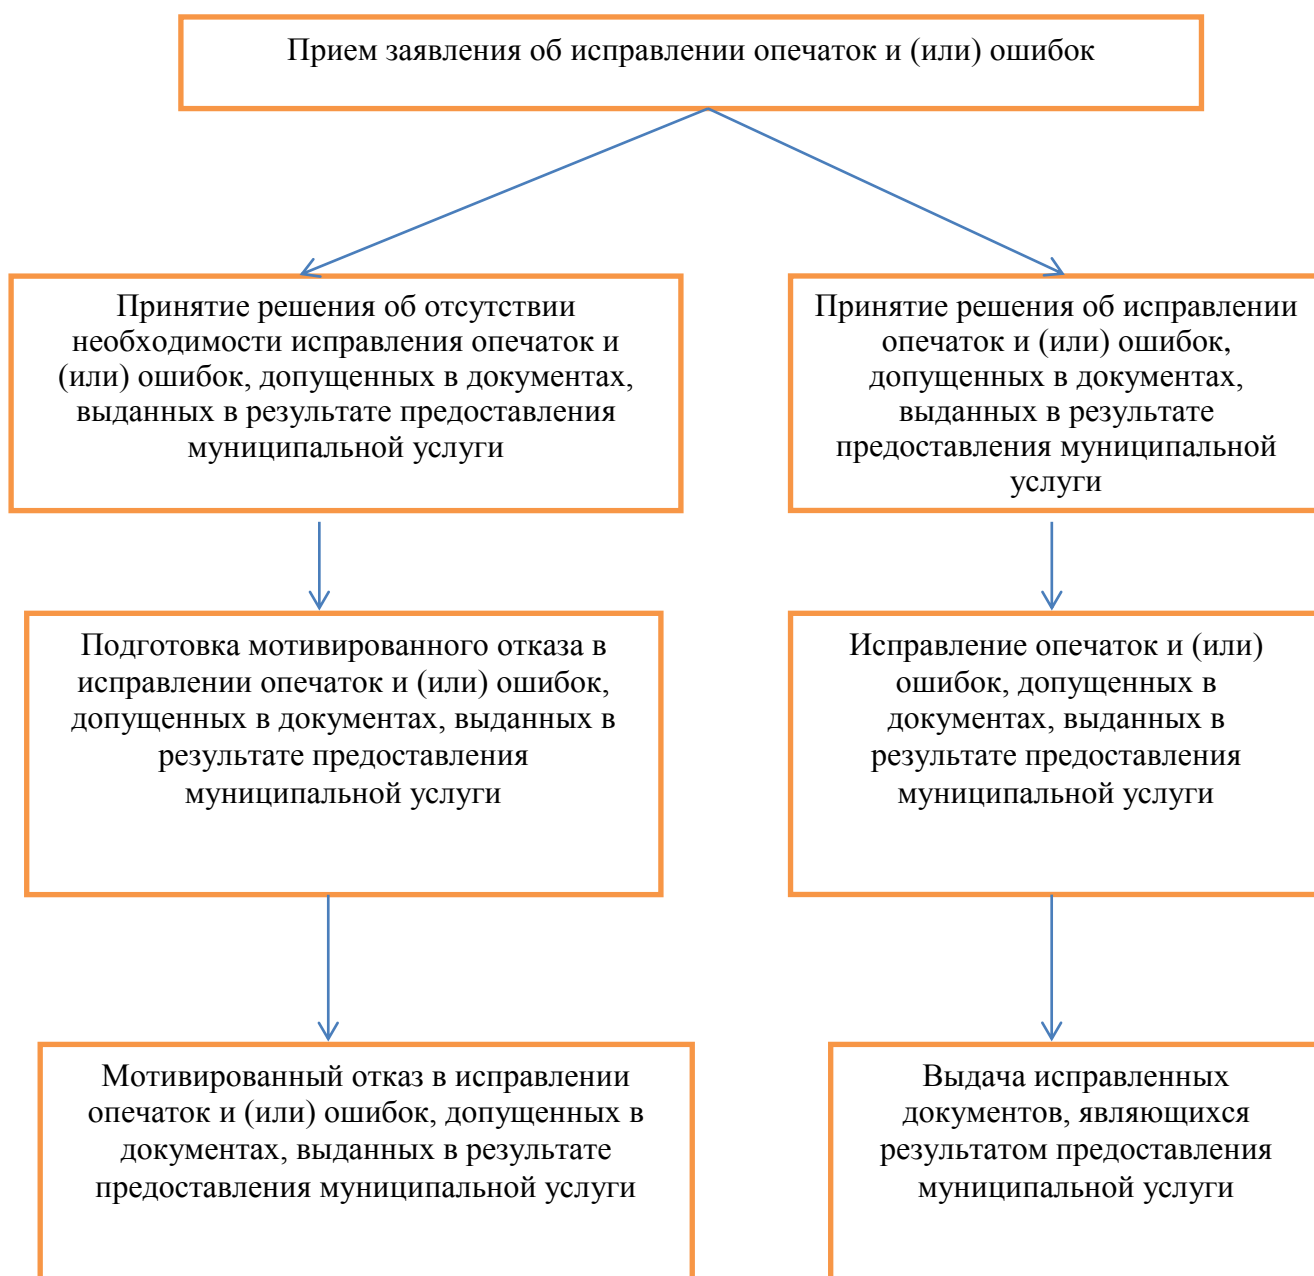 Прием заявления об исправлении опечаток и (или) ошибок
Принятие решения об отсутствии
необходимости исправления опечаток и
(или) ошибок, допущенных в документах,
выданных в результате предоставления
муниципальной услуги
Принятие решения об исправлении
опечаток и (или) ошибок,
допущенных в документах,
выданных в результате
предоставления муниципальной
услуги
Подготовка мотивированного отказа в
исправлении опечаток и (или) ошибок,
допущенных в документах, выданных в
результате предоставления
муниципальной услуги
Исправление опечаток и (или)
ошибок, допущенных в
документах, выданных в
результате предоставления
муниципальной услуги
Мотивированный отказ в исправлении
опечаток и (или) ошибок, допущенных в
документах, выданных в результате
предоставления муниципальной услуги
Выдача исправленных
документов, являющихся
результатом предоставления
муниципальной услуги